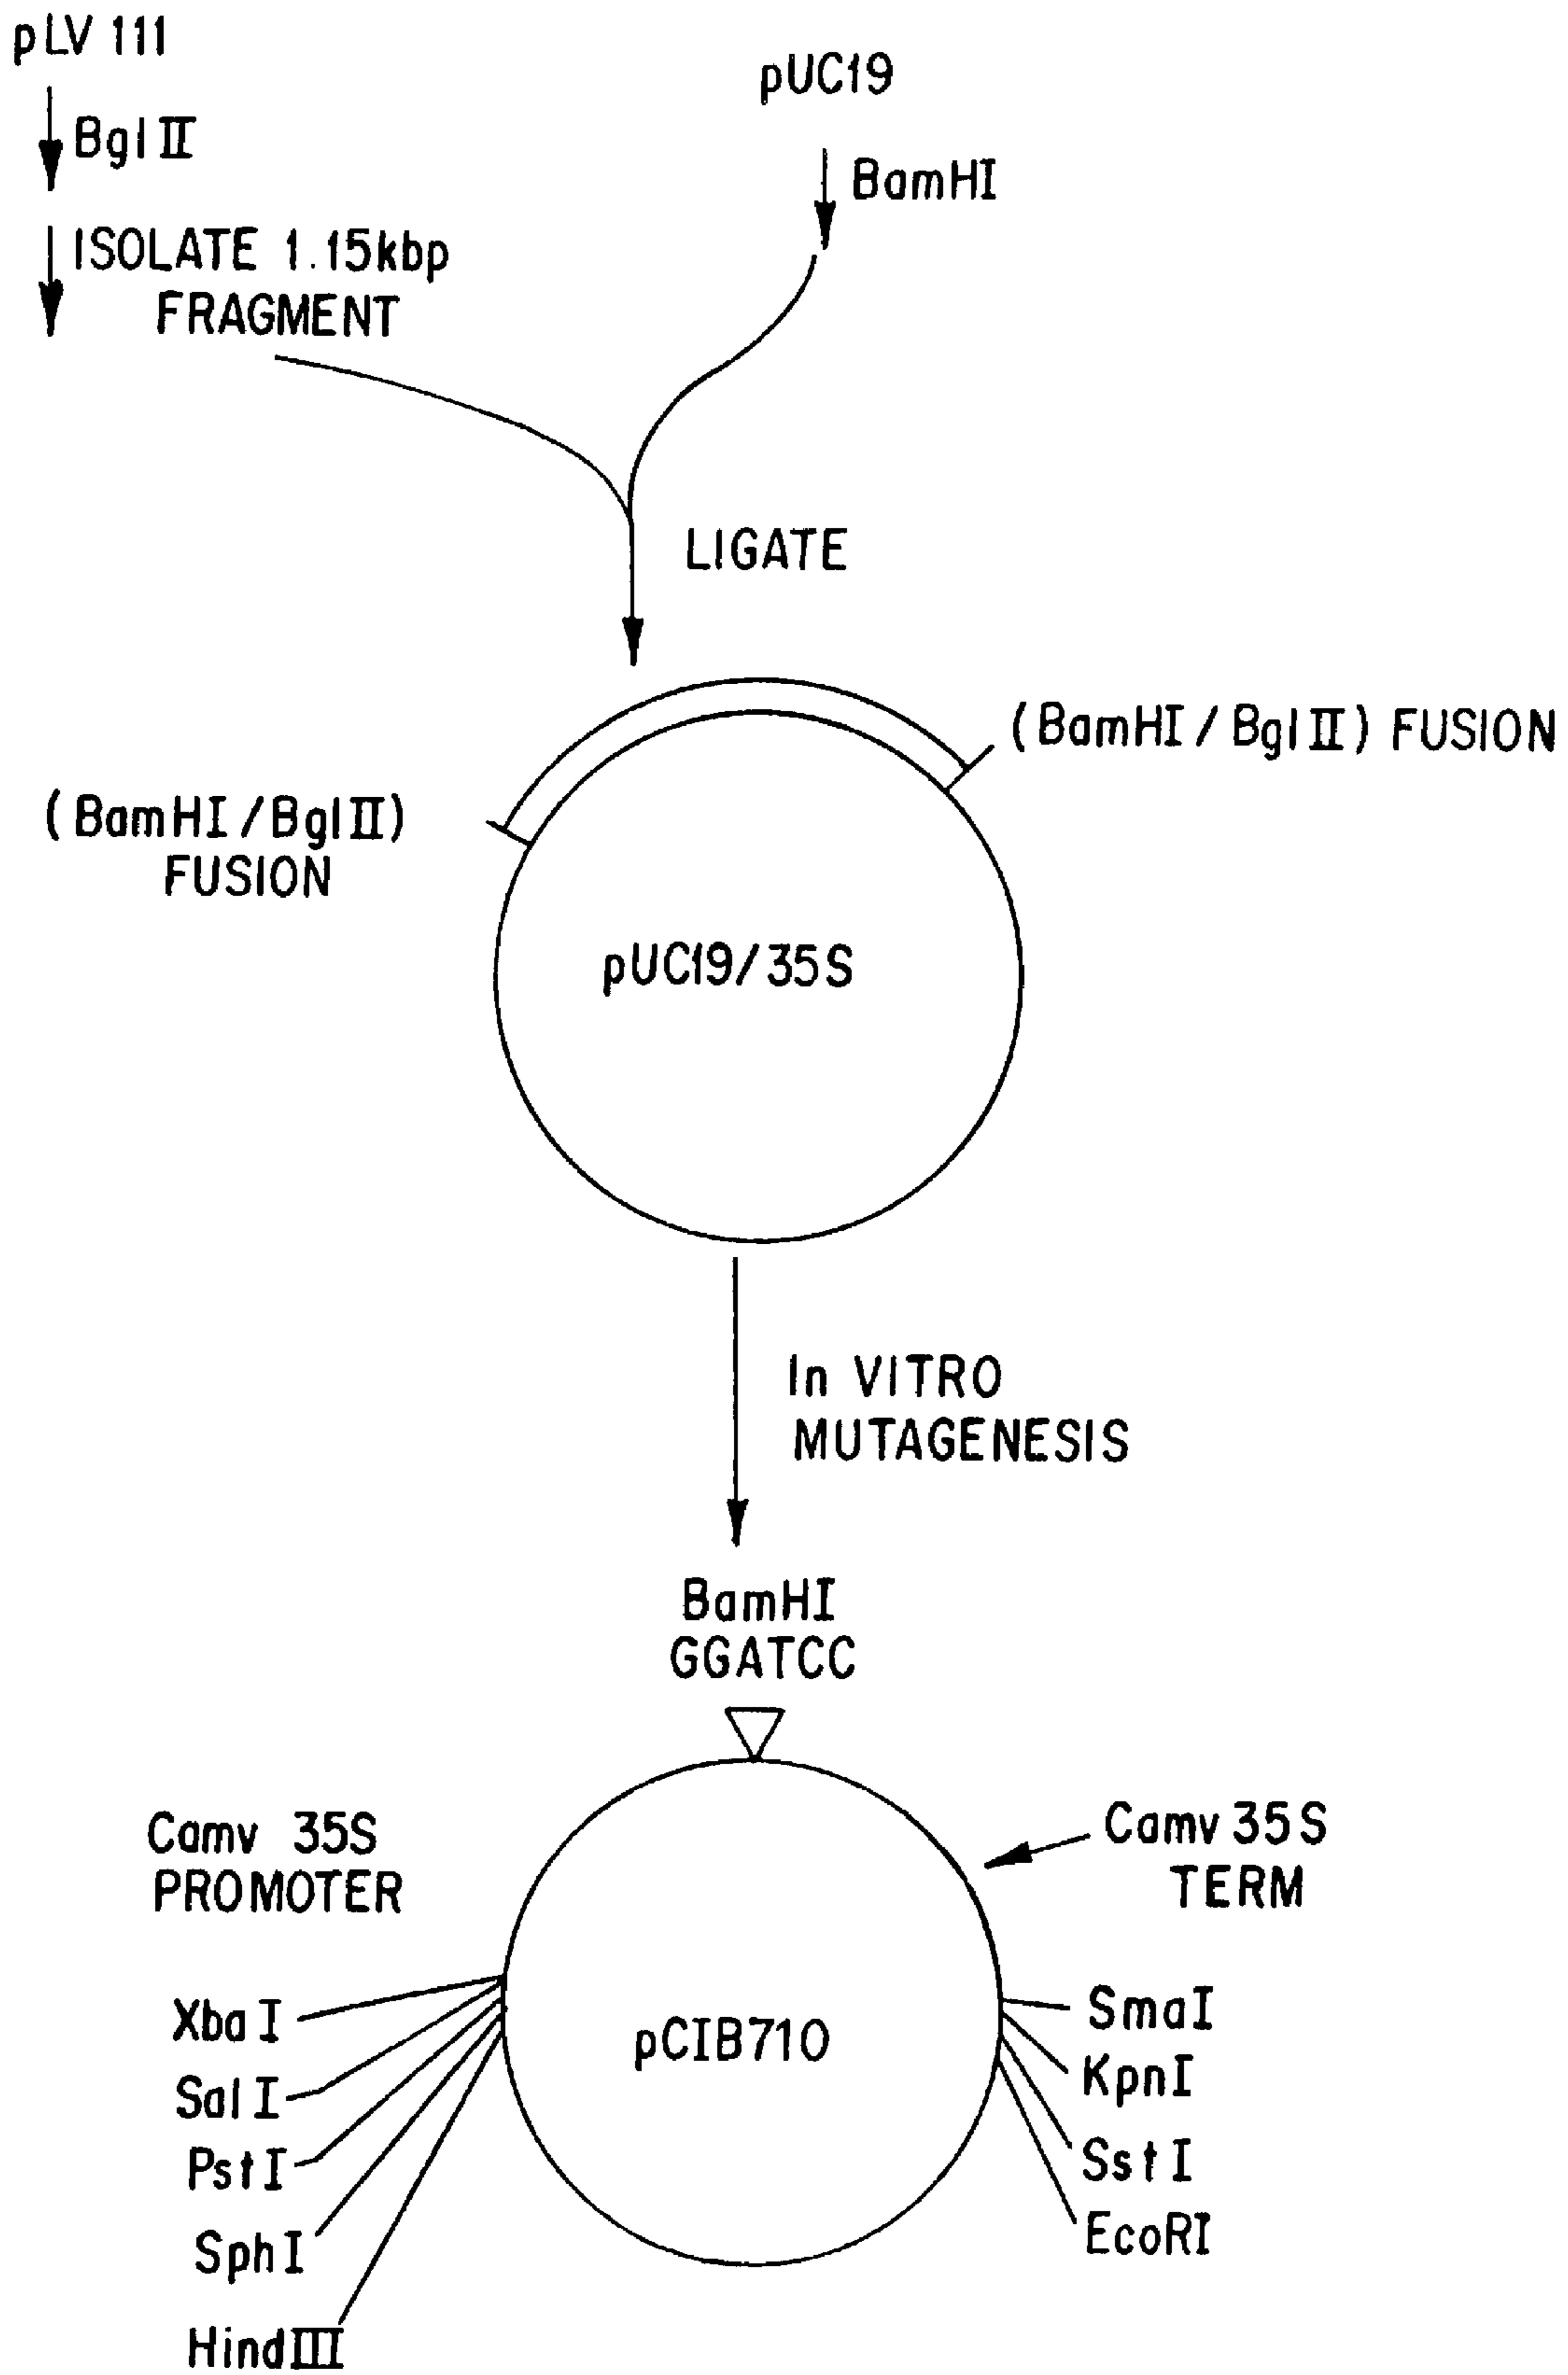 pLV 111
BglII
ISOLATE 1.15kbp
FRAGMENT
pUC19
BamHI
LIGATE
(BamHI/BglII) FUSION
(BamHI/BglII)
FUSION
pUC19/35S
In VITRO
MUTAGENESIS
BamHI
GGATCC
Camv 35S
PROMOTER
Camv 35S
TERM
XbaI
SalI
PstI
SphI
HindIII
pCIB710
SmaI
KpnI
SstI
EcoRI